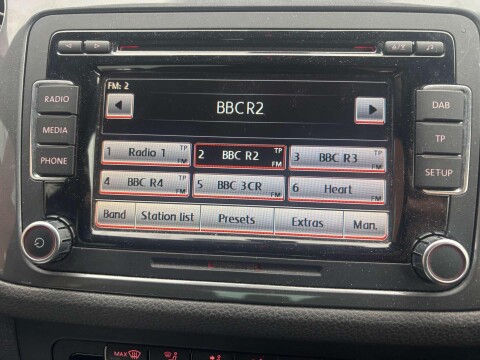 FM: 2
BBC R2
RADIO
MEDIA
PHONE
DAB
TP
SETUP
1 Radio 1 TP FM
2 BBC R2 TP FM
3 BBC R3 TP FM
4 BBC R4 FM
5 BBC 3CR FM
6 Heart FM
Band Station list Presets Extras Man.
MAX